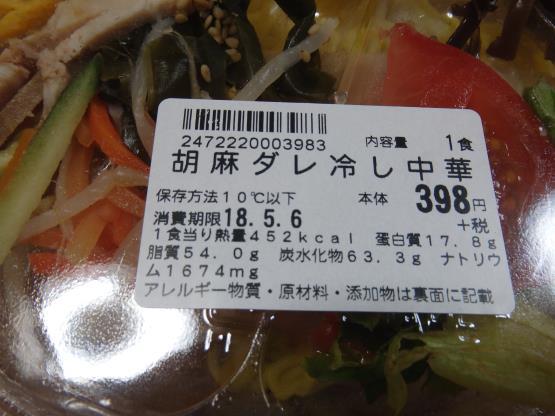 2472220003983 内容量 1食
胡麻ダレ冷し中華
保存方法10℃以下 本体 398円
消費期限18.5.6 +税
1食当り熱量452kcal 蛋白質17.8g
脂質54.0g 炭水化物63.3g ナトリウ
ム1674mg
アレルギー物質・原材料・添加物は裏面に記載